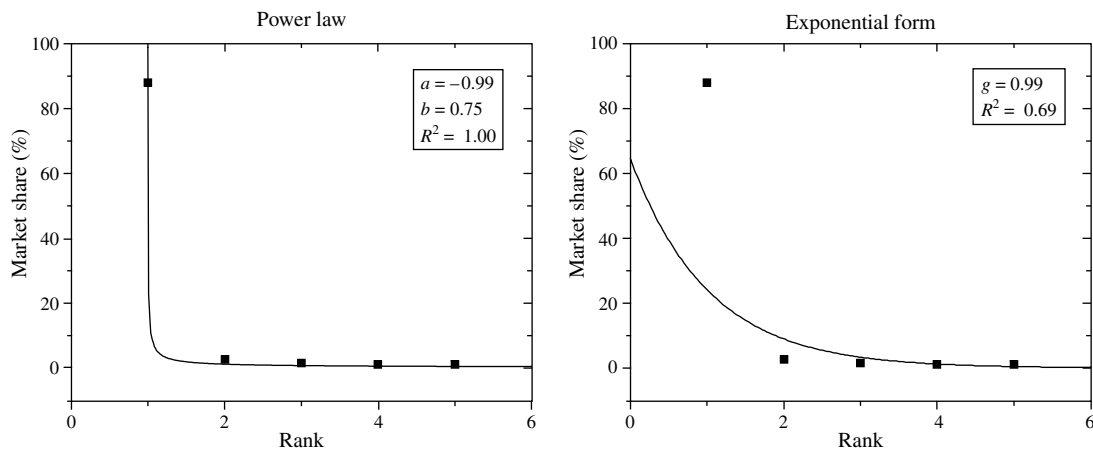 Power law
Market share (%)
100
80
60
40
20
0
a = −0.99
b = 0.75
R² = 1.00
0 2 4 6
Rank
Exponential form
Market share (%)
100
80
60
40
20
0
g = 0.99
R² = 0.69
0 2 4 6
Rank